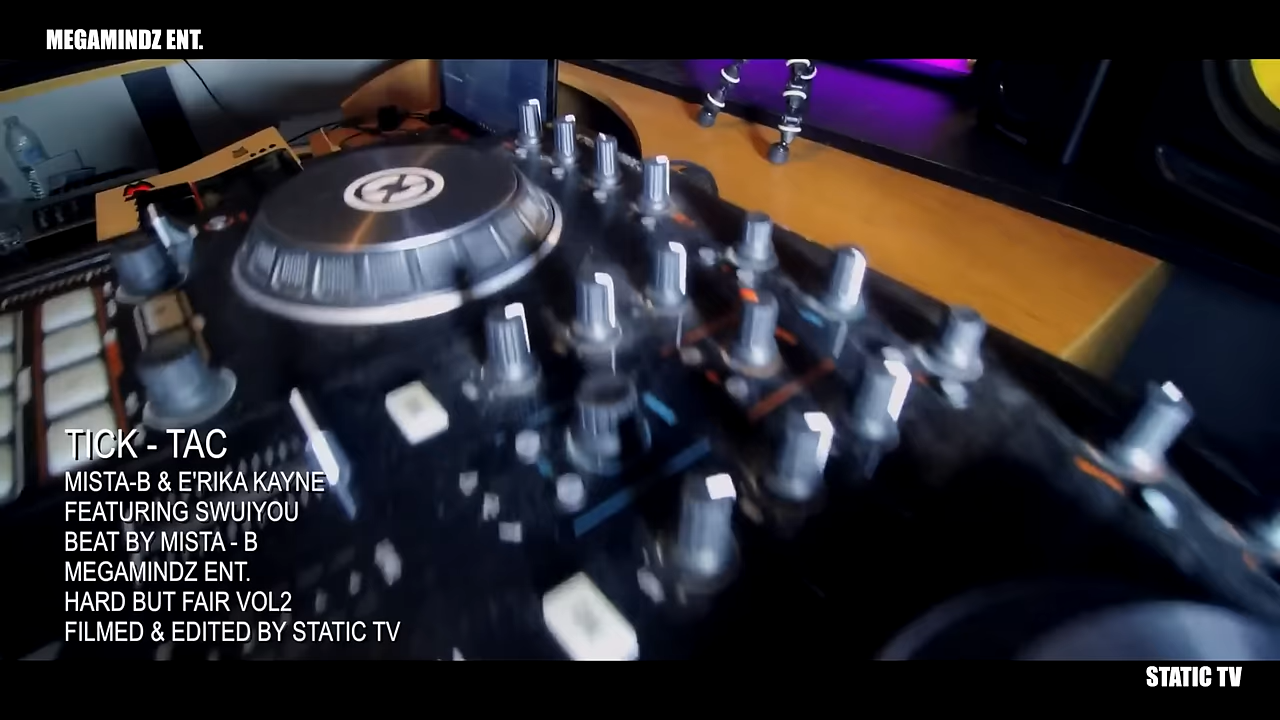 MEGAMINDZ ENT.
TICK - TAC
MISTA-B & E'RIKA KAYNE
FEATURING SWUIYOU
BEAT BY MISTA - B
MEGAMINDZ ENT.
HARD BUT FAIR VOL2
FILMED & EDITED BY STATIC TV
STATIC TV